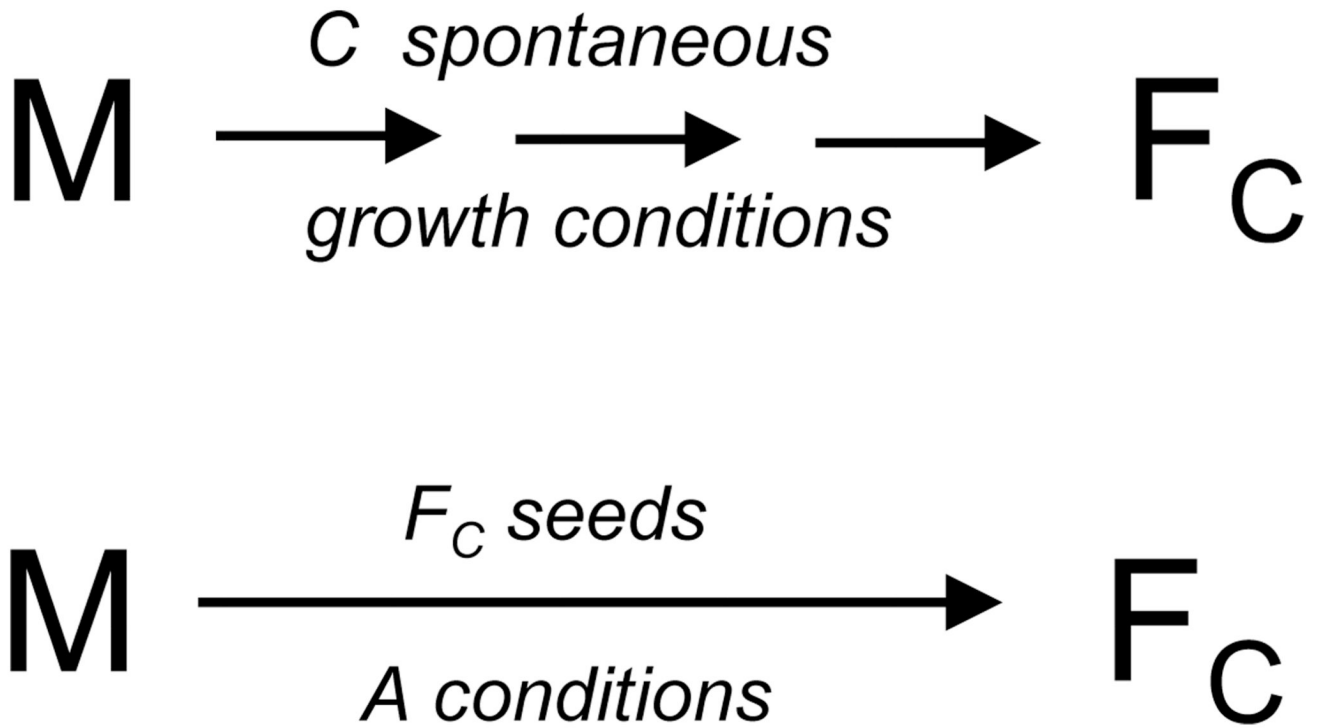 C spontaneous
M F_C
growth conditions
F_C seeds
M F_C
A conditions